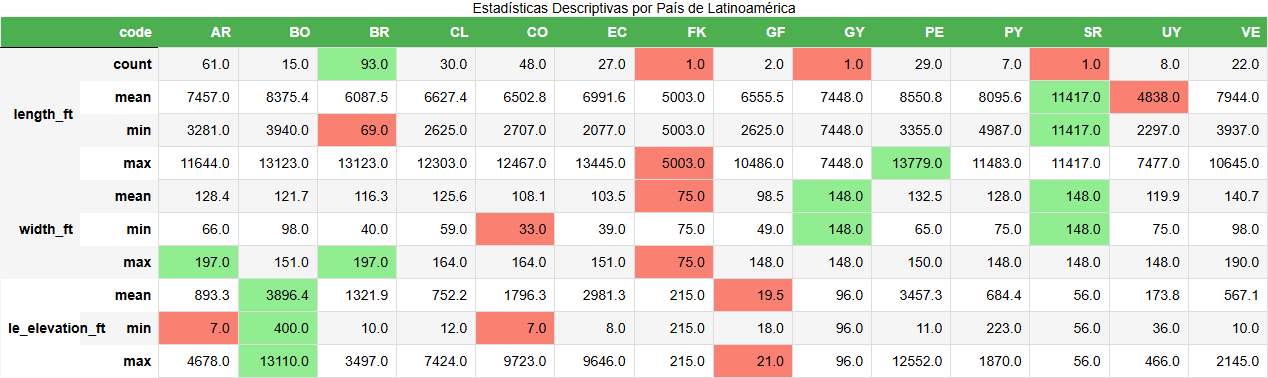 Estadísticas Descriptivas por País de Latinoamérica
code AR BO BR CL CO EC FK GF GY PE PY SR UY VE
length_ft count 61.0 15.0 93.0 30.0 48.0 27.0 1.0 2.0 1.0 29.0 7.0 1.0 8.0 22.0
mean 7457.0 8375.4 6087.5 6627.4 6502.8 6991.6 5003.0 6555.5 7448.0 8550.8 8095.6 11417.0 4838.0 7944.0
min 3281.0 3940.0 69.0 2625.0 2707.0 2077.0 5003.0 2625.0 7448.0 3355.0 4987.0 11417.0 2297.0 3937.0
max 11644.0 13123.0 13123.0 12303.0 12467.0 13445.0 5003.0 10486.0 7448.0 13779.0 11483.0 11417.0 7477.0 10645.0
width_ft mean 128.4 121.7 116.3 125.6 108.1 103.5 75.0 98.5 148.0 132.5 128.0 148.0 119.9 140.7
min 66.0 98.0 40.0 59.0 33.0 39.0 75.0 49.0 148.0 65.0 75.0 148.0 75.0 98.0
max 197.0 151.0 197.0 164.0 164.0 151.0 75.0 148.0 148.0 150.0 148.0 148.0 148.0 190.0
le_elevation_ft mean 893.3 3896.4 1321.9 752.2 1796.3 2981.3 215.0 19.5 96.0 3457.3 684.4 56.0 173.8 567.1
min 7.0 400.0 10.0 12.0 7.0 8.0 215.0 18.0 96.0 11.0 223.0 56.0 36.0 10.0
max 4678.0 13110.0 3497.0 7424.0 9723.0 9646.0 215.0 21.0 96.0 12552.0 1870.0 56.0 466.0 2145.0